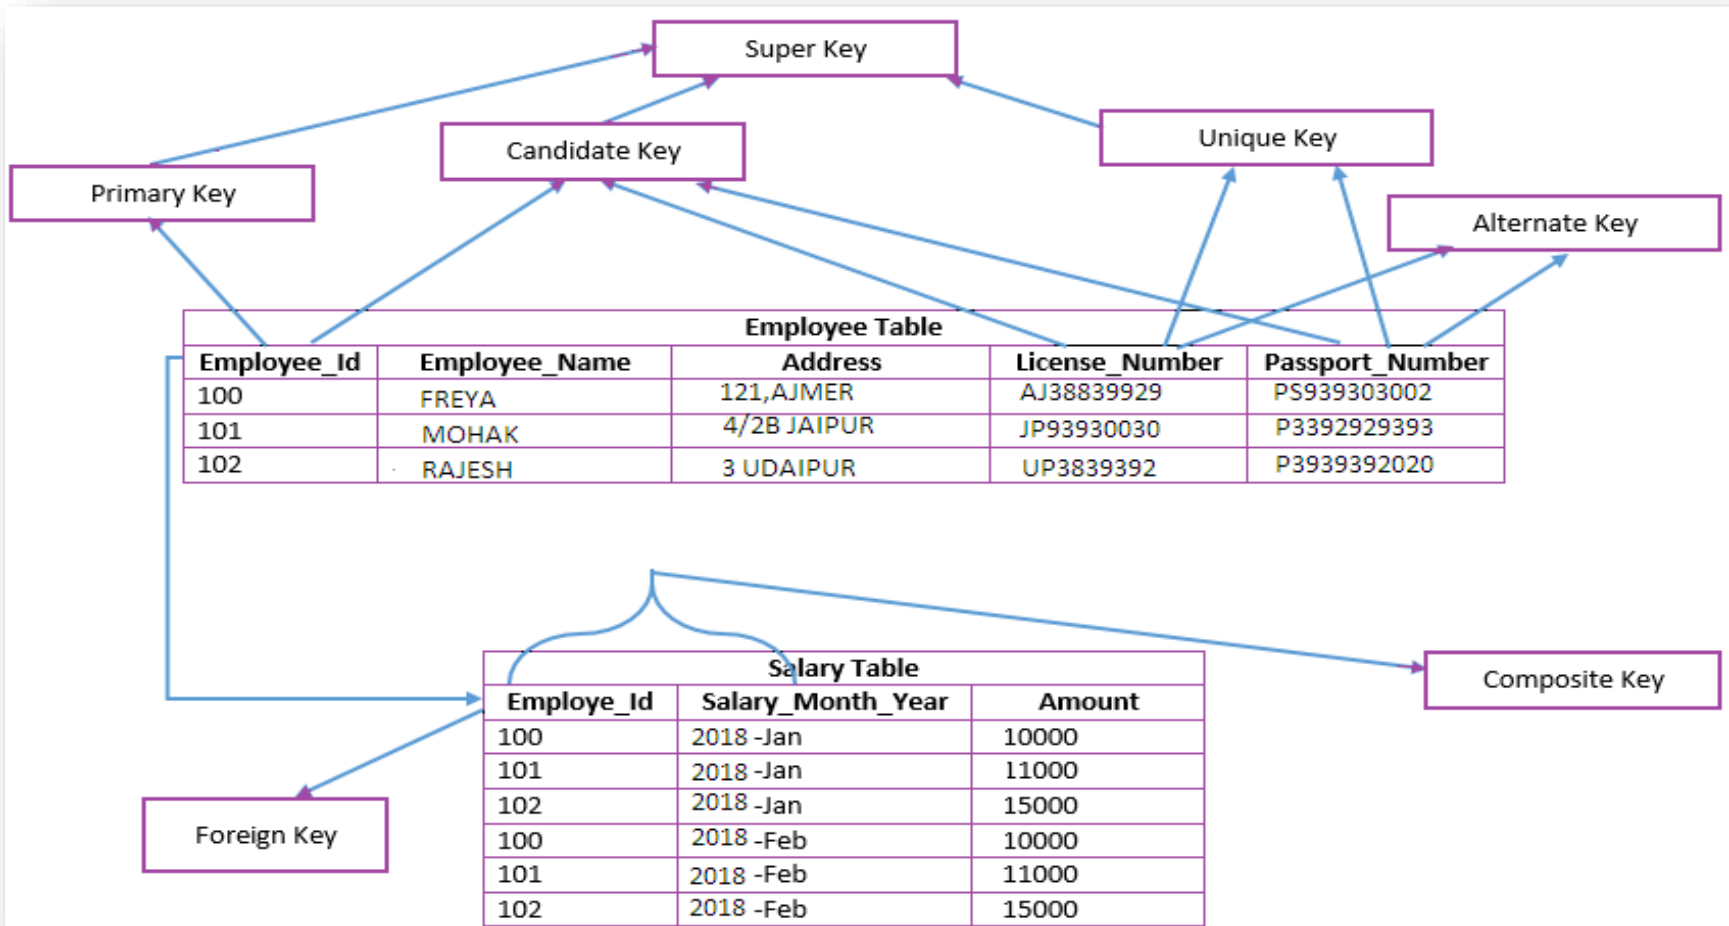 Super Key
Candidate Key
Unique Key
Primary Key
Alternate Key
Employee Table
Employee_Id Employee_Name Address License_Number Passport_Number
100 FREYA 121,AJMER AJ38839929 PS939303002
101 MOHAK 4/2B JAIPUR JP93930030 P3392929393
102 RAJESH 3 UDAIPUR UP3839392 P3939392020
Salary Table
Composite Key
Employe_Id Salary_Month_Year Amount
100 2018 -Jan 10000
101 2018 -Jan 11000
102 2018 -Jan 15000
Foreign Key
100 2018 -Feb 10000
101 2018 -Feb 11000
102 2018 -Feb 15000